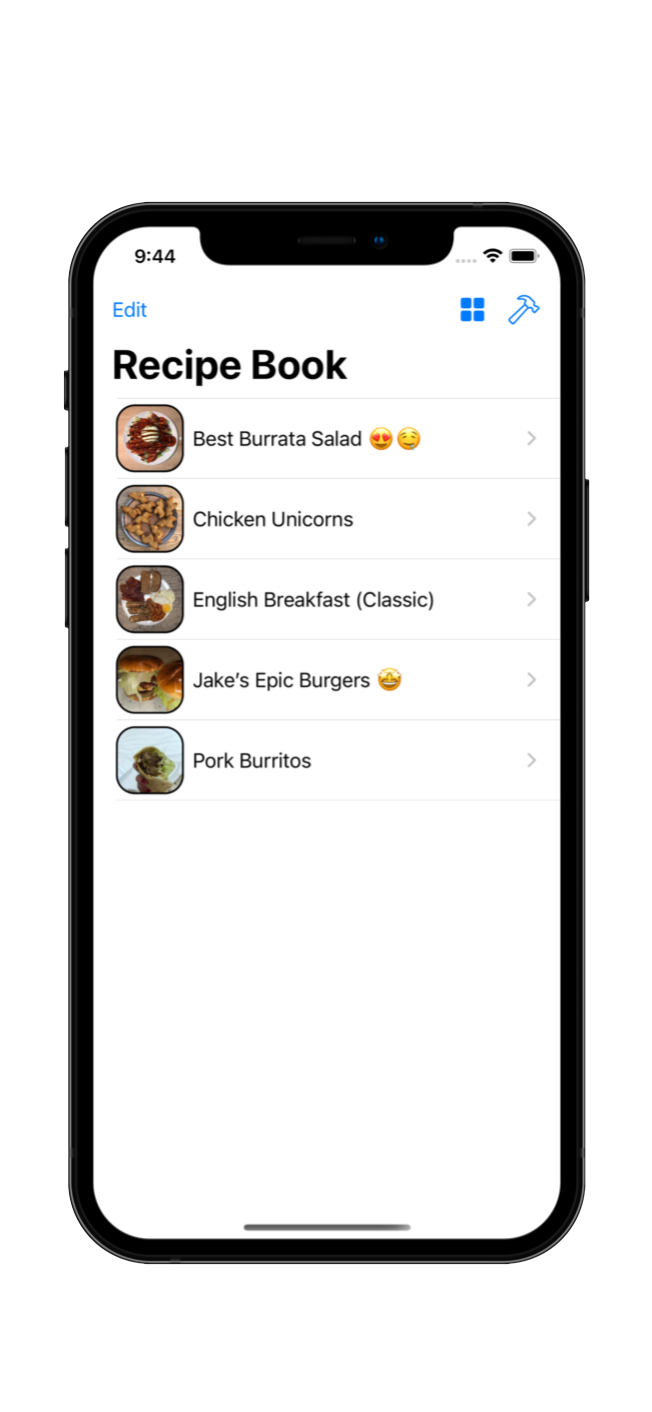 9:44
Edit
Recipe Book
Best Burrata Salad 😍🤤
Chicken Unicorns
English Breakfast (Classic)
Jake’s Epic Burgers 🤩
Pork Burritos